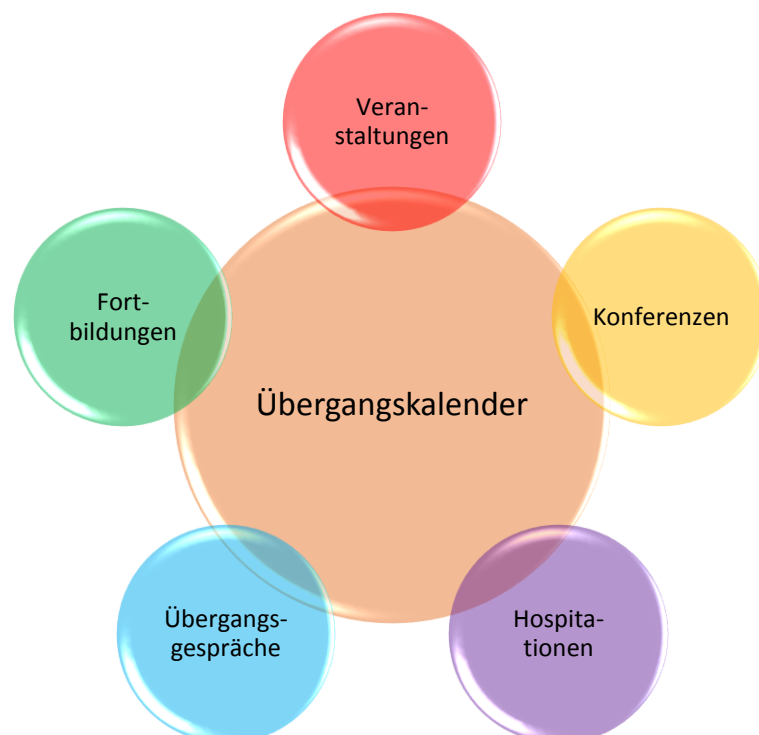 Veran-
staltungen
Fort-
bildungen
Konferenzen
Übergangskalender
Übergangs-
gespräche
Hospita-
tionen